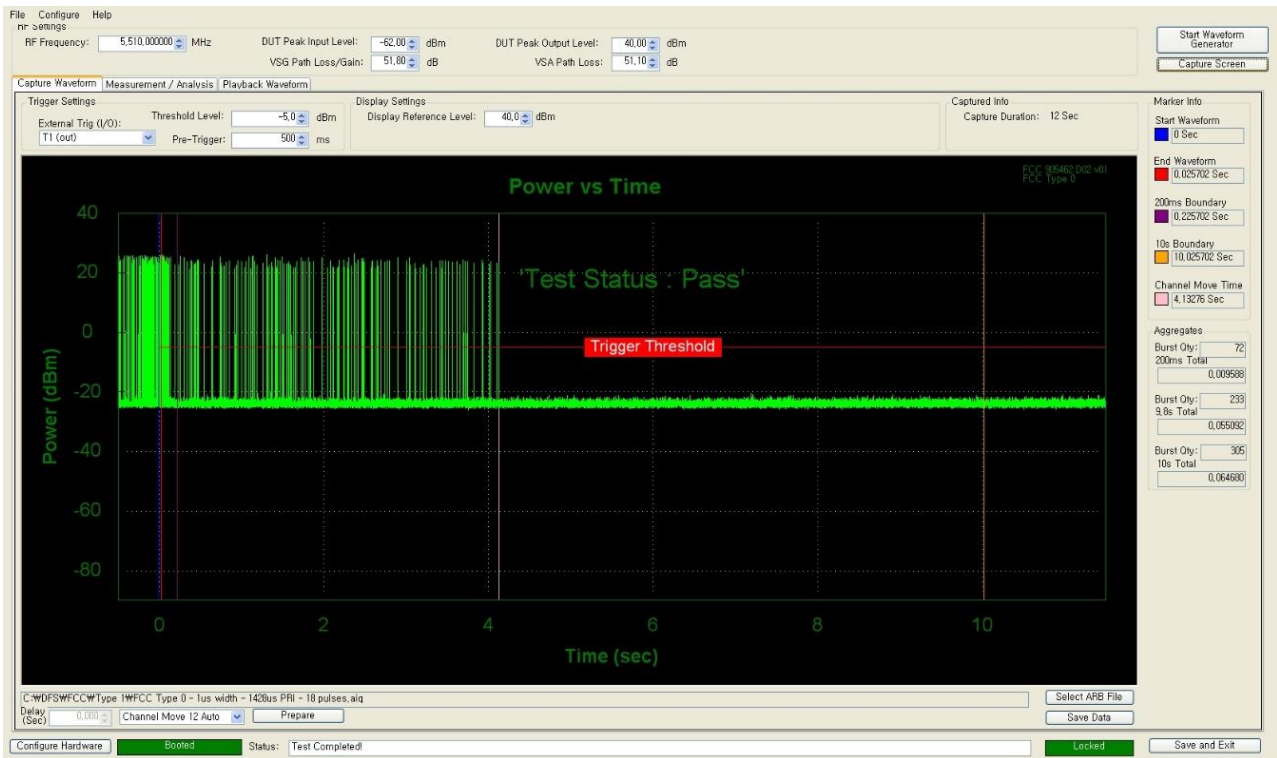 File Configure Help
RF Settings
RF Frequency: 5,510,000000 MHz DUT Peak Input Level: -62,00 dBm DUT Peak Output Level: 40,00 dBm
VSG Path Loss/Gain: 51,80 dB VSA Path Loss: 51,10 dB
Start Waveform Generator
Capture Screen
Capture Waveform Measurement / Analysis Playback Waveform
Trigger Settings
External Trig (I/O): Threshold Level: -5,0 dBm
T1 (out) Pre-Trigger: 500 ms
Display Settings
Display Reference Level: 40,0 dBm
Captured Info
Capture Duration: 12 Sec
Marker Info
Start Waveform
0 Sec
End Waveform
0,025702 Sec
200ms Boundary
0,225702 Sec
10s Boundary
10,025702 Sec
Channel Move Time
4,13276 Sec
Aggregates
Burst Qty: 72
200ms Total
0,009588
Burst Qty: 233
9,8s Total
0,055092
Burst Qty: 305
10s Total
0,064680
FCC 905462 D02 v01
FCC Type 0
Power vs Time
'Test Status : Pass'
Trigger Threshold
Power (dBm)
40
20
0
-20
-40
-60
-80
0 2 4 6 8 10
Time (sec)
C:₩DFS₩FCC₩Type 1₩FCC Type 0 - 1us width - 1428us PRI - 18 pulses.aiq
Select ARB File
Delay (Sec) 0,000 Channel Move 12 Auto Prepare
Save Data
Configure Hardware Booted Status: Test Completed! Locked Save and Exit